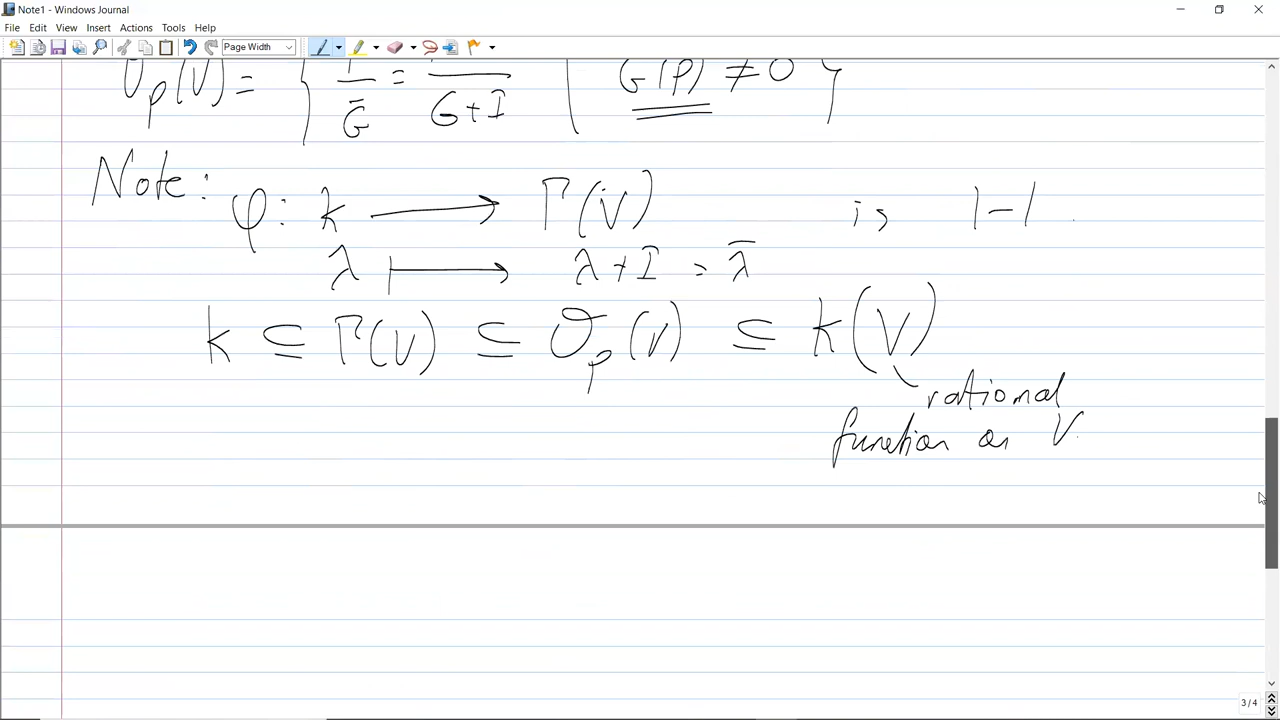 Note1 - Windows Journal
File Edit View Insert Actions Tools Help
Page Width
O_p(V) = { / Ḡ = / G + I | G(p) ≠ 0 }
Note: φ: k ⟶ Γ(V) is 1-1.
λ ⟼ λ + I = λ̄
k ⊆ Γ(V) ⊆ O_p(V) ⊆ k(V)
rational
function on V.
3/4